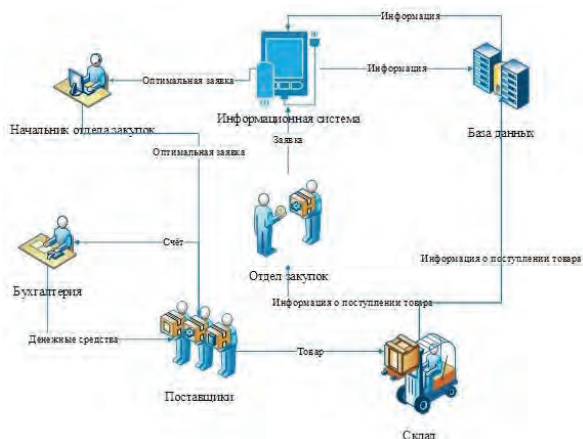 Информация
Информация
Оптимальная заявка
Информационная система
База данных
Начальник отдела закупок
Заявка
Оптимальная заявка
Счёт
Отдел закупок
Информация о поступлении товара
Бухгалтерия
Информация о поступлении товара
Денежные средства
Товар
Поставщики
Склад